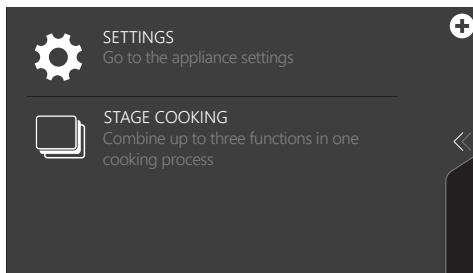 SETTINGS
Go to the appliance settings
STAGE COOKING
Combine up to three functions in one
cooking process